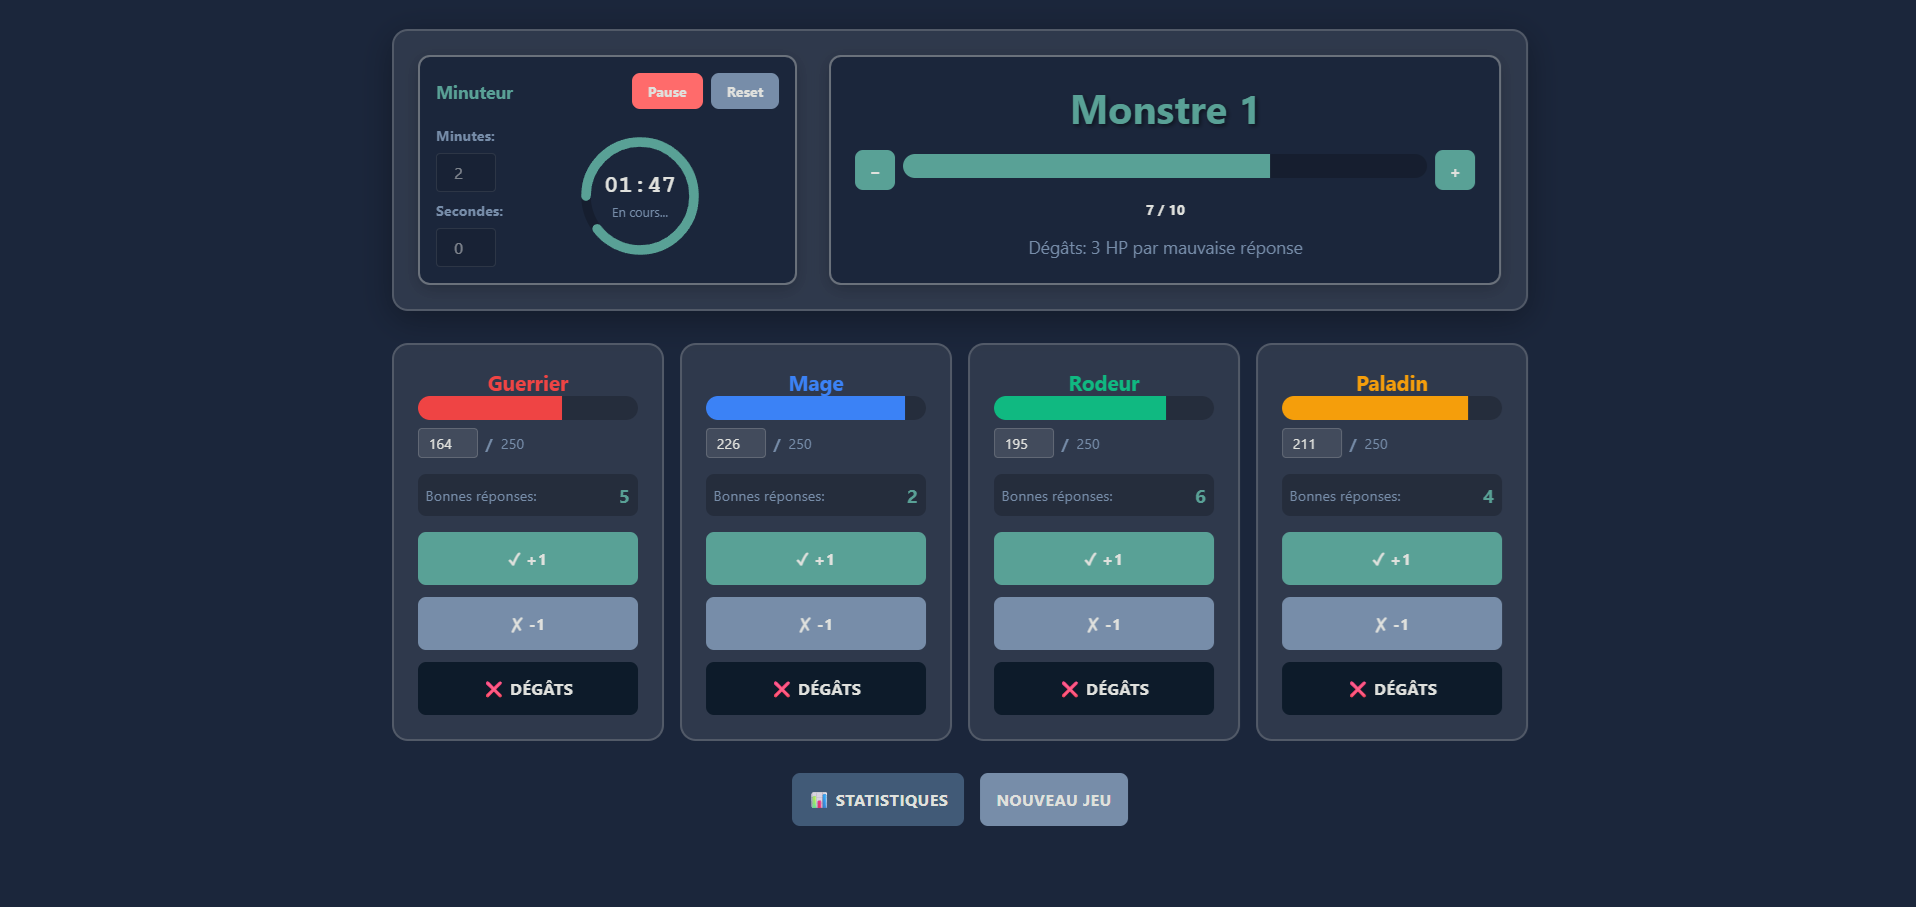 Minuteur
Pause
Reset
Minutes:
2
Secondes:
0
01:47
En cours...
Monstre 1
−
+
7 / 10
Dégâts: 3 HP par mauvaise réponse
Guerrier
164 / 250
Bonnes réponses: 5
✓ +1
✗ -1
❌ DÉGÂTS
Mage
226 / 250
Bonnes réponses: 2
✓ +1
✗ -1
❌ DÉGÂTS
Rodeur
195 / 250
Bonnes réponses: 6
✓ +1
✗ -1
❌ DÉGÂTS
Paladin
211 / 250
Bonnes réponses: 4
✓ +1
✗ -1
❌ DÉGÂTS
📊 STATISTIQUES
NOUVEAU JEU